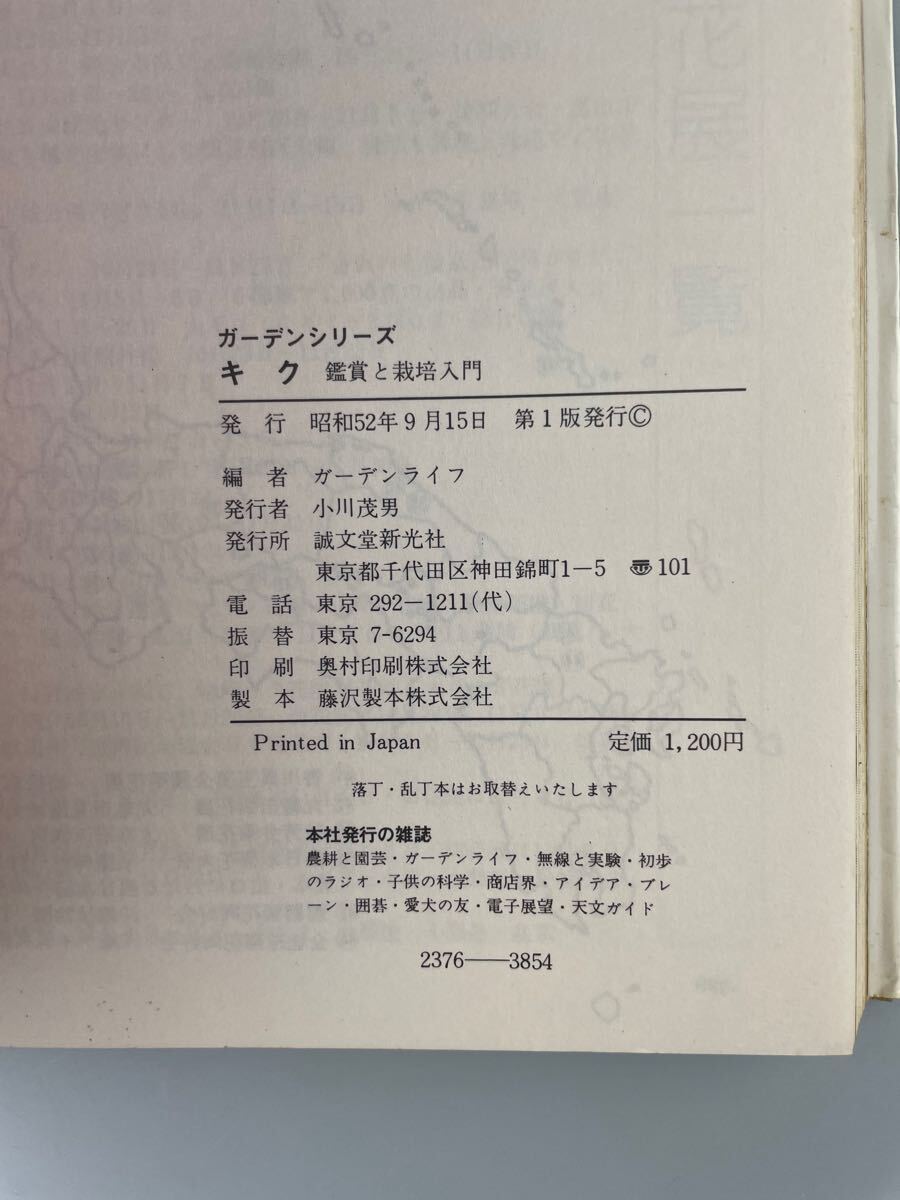 ガーデンシリーズ
キク 鑑賞と栽培入門
発行 昭和52年9月15日 第1版発行©
編者 ガーデンライフ
発行者 小川茂男
発行所 誠文堂新光社
東京都千代田区神田錦町1−5 〠101
電話 東京 292−1211(代)
振替 東京 7-6294
印刷 奥村印刷株式会社
製本 藤沢製本株式会社
Printed in Japan 定価 1,200円
落丁・乱丁本はお取替えいたします
本社発行の雑誌
農耕と園芸・ガーデンライフ・無線と実験・初歩
のラジオ・子供の科学・商店界・アイデア・ブレ
ーン・囲碁・愛犬の友・電子展望・天文ガイド
2376──3854